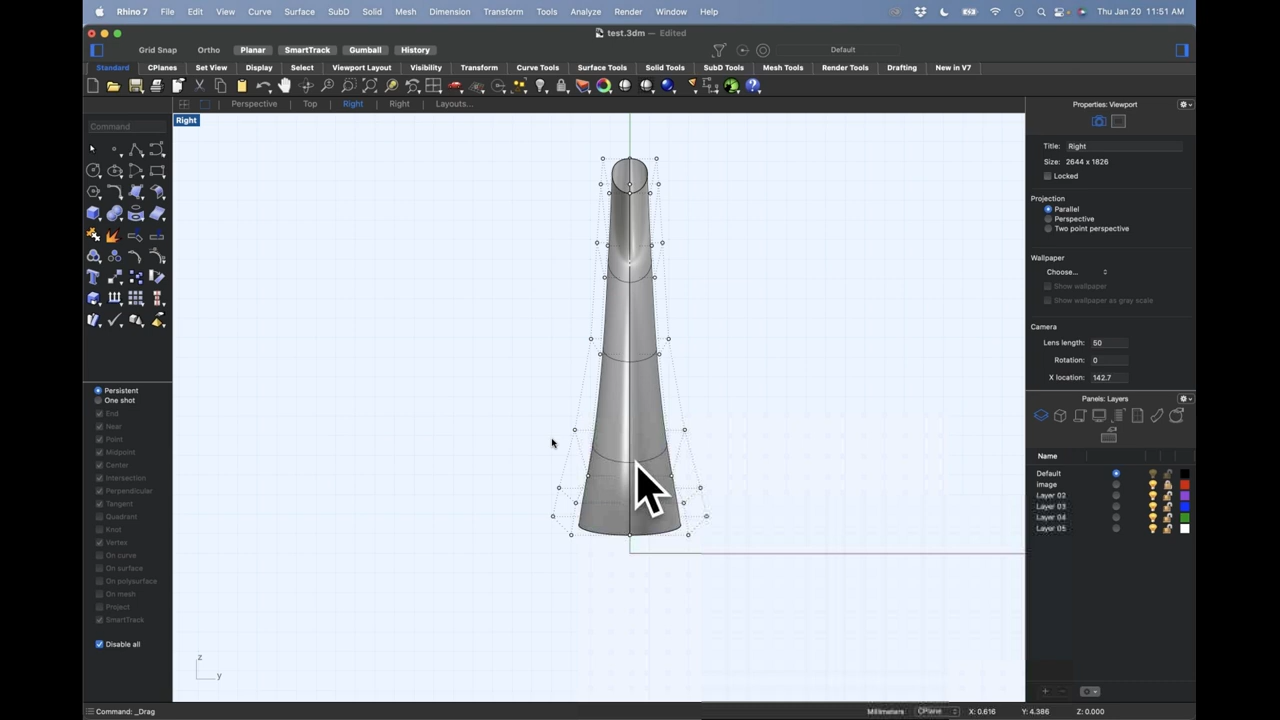 Rhino 7 File Edit View Curve Surface SubD Solid Mesh Dimension Transform Tools Analyze Render Window Help Thu Jan 20 11:51 AM
test.3dm — Edited
Grid Snap Ortho Planar SmartTrack Gumball History Default
Standard CPlanes Set View Display Select Viewport Layout Visibility Transform Curve Tools Surface Tools Solid Tools SubD Tools Mesh Tools Render Tools Drafting New in V7
Perspective Top Right Right Layouts...
Right
Command
Persistent
One shot
End
Near
Point
Midpoint
Center
Intersection
Perpendicular
Tangent
Quadrant
Knot
Vertex
On curve
On surface
On polysurface
On mesh
Project
SmartTrack
Disable all
z
y
Properties: Viewport
Title: Right
Size: 2644 x 1826
Locked
Projection
Parallel
Perspective
Two point perspective
Wallpaper
Choose...
Show wallpaper
Show wallpaper as gray scale
Camera
Lens length: 50
Rotation: 0
X location: 142.7
Panels: Layers
Name
Default
image
Layer 02
Layer 03
Layer 04
Layer 05
Command: _Drag Millimeters CPlane X: 0.616 Y: 4.386 Z: 0.000